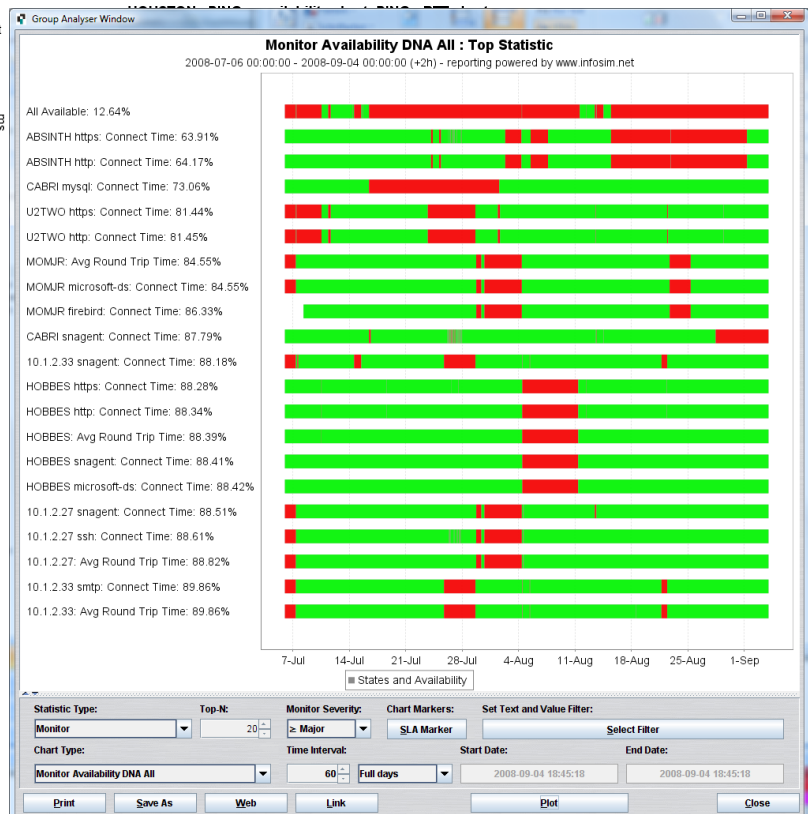 Group Analyser Window
Monitor Availability DNA All : Top Statistic
2008-07-06 00:00:00 - 2008-09-04 00:00:00 (+2h) - reporting powered by www.infosim.net
All Available: 12.64%
ABSINTH https: Connect Time: 63.91%
ABSINTH http: Connect Time: 64.17%
CABRI mysql: Connect Time: 73.06%
U2TWO https: Connect Time: 81.44%
U2TWO http: Connect Time: 81.45%
MOMJR: Avg Round Trip Time: 84.55%
MOMJR microsoft-ds: Connect Time: 84.55%
MOMJR firebird: Connect Time: 86.33%
CABRI snagent: Connect Time: 87.79%
10.1.2.33 snagent: Connect Time: 88.18%
HOBBES https: Connect Time: 88.28%
HOBBES http: Connect Time: 88.34%
HOBBES: Avg Round Trip Time: 88.39%
HOBBES snagent: Connect Time: 88.41%
HOBBES microsoft-ds: Connect Time: 88.42%
10.1.2.27 snagent: Connect Time: 88.51%
10.1.2.27 ssh: Connect Time: 88.61%
10.1.2.27: Avg Round Trip Time: 88.82%
10.1.2.33 smtp: Connect Time: 89.86%
10.1.2.33: Avg Round Trip Time: 89.86%
7-Jul 14-Jul 21-Jul 28-Jul 4-Aug 11-Aug 18-Aug 25-Aug 1-Sep
States and Availability
Statistic Type: Top-N: Monitor Severity: Chart Markers: Set Text and Value Filter:
Monitor 20 ≥ Major SLA Marker Select Filter
Chart Type: Time Interval: Start Date: End Date:
Monitor Availability DNA All 60 Full days 2008-09-04 18:45:18 2008-09-04 18:45:18
Print Save As Web Link Plot Close
ms